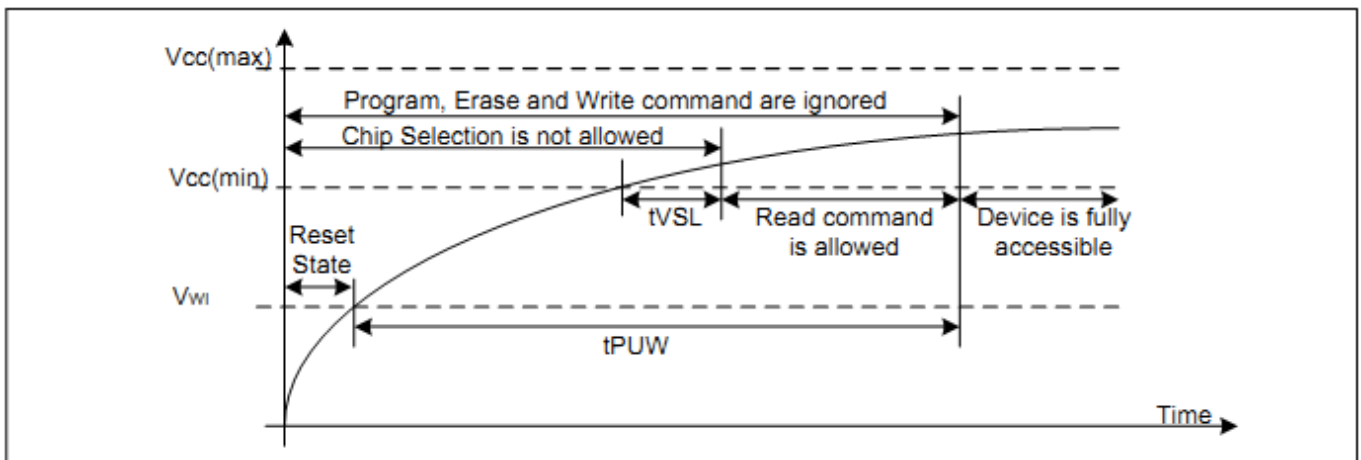 Vcc(max)
Program, Erase and Write command are ignored
Chip Selection is not allowed
Vcc(min)
tVSL
Read command
is allowed
Device is fully
accessible
Reset
State
VWI
tPUW
Time